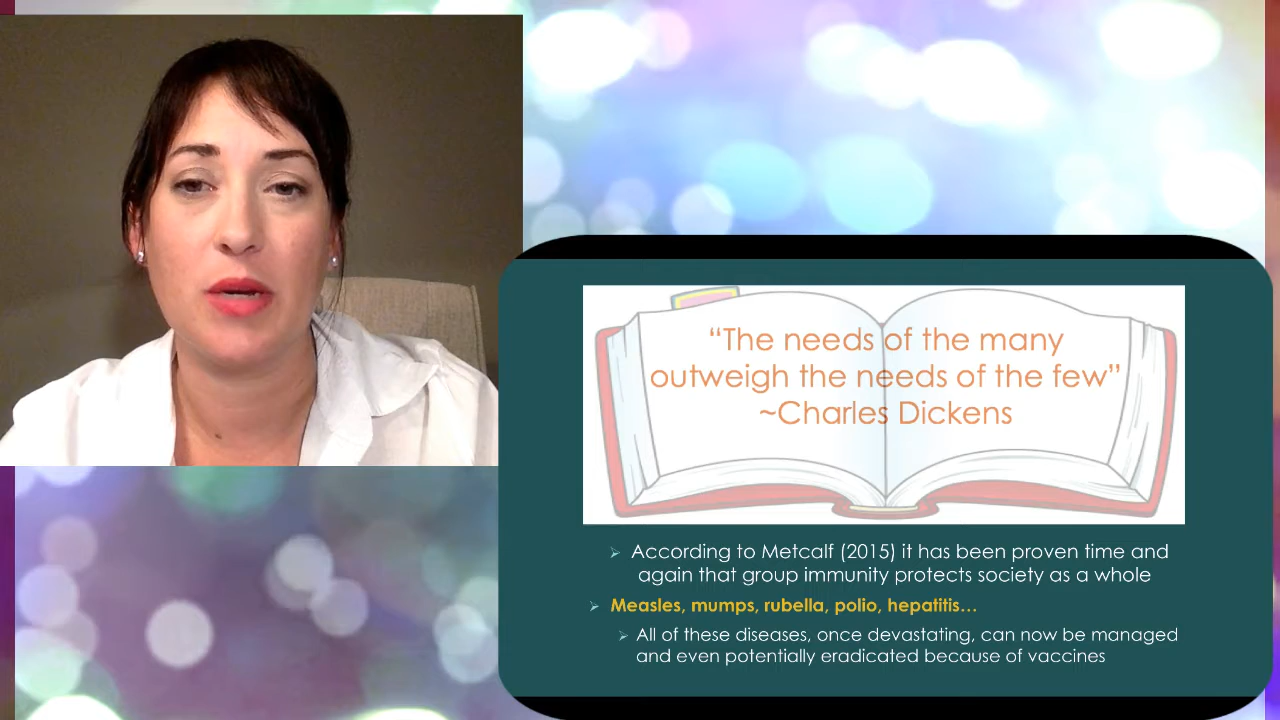 “The needs of the many
outweigh the needs of the few”
~Charles Dickens
According to Metcalf (2015) it has been proven time and
again that group immunity protects society as a whole
Measles, mumps, rubella, polio, hepatitis…
All of these diseases, once devastating, can now be managed
and even potentially eradicated because of vaccines